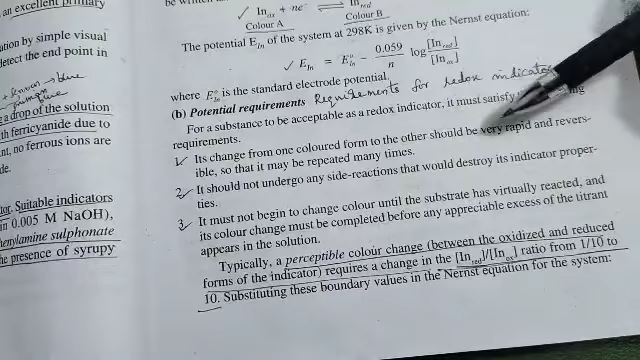 an excellent primary
ution by simple visual
detect the end point in
a drop of the solution
th ferricyanide due to
nt, no ferrous ions are
de.
tor. Suitable indicators
in 0.005 M NaOH),
henylamine sulphonate
he presence of syrupy
In_ox + ne⁻ ⇌ In_red
Colour A Colour B
The potential E_In of the system at 298K is given by the Nernst equation:
E_In = E°_In − 0.059/n log [In_red]/[In_ox]
where E°_In is the standard electrode potential.
(b) Potential requirements Requirements for redox indicator
For a substance to be acceptable as a redox indicator, it must satisfy
requirements.
1. Its change from one coloured form to the other should be very rapid and revers-
ible, so that it may be repeated many times.
2. It should not undergo any side-reactions that would destroy its indicator proper-
ties.
3. It must not begin to change colour until the substrate has virtually reacted, and
its colour change must be completed before any appreciable excess of the titrant
appears in the solution.
Typically, a perceptible colour change (between the oxidized and reduced
forms of the indicator) requires a change in the [In_red]/[In_ox] ratio from 1/10 to
10. Substituting these boundary values in the Nernst equation for the system: